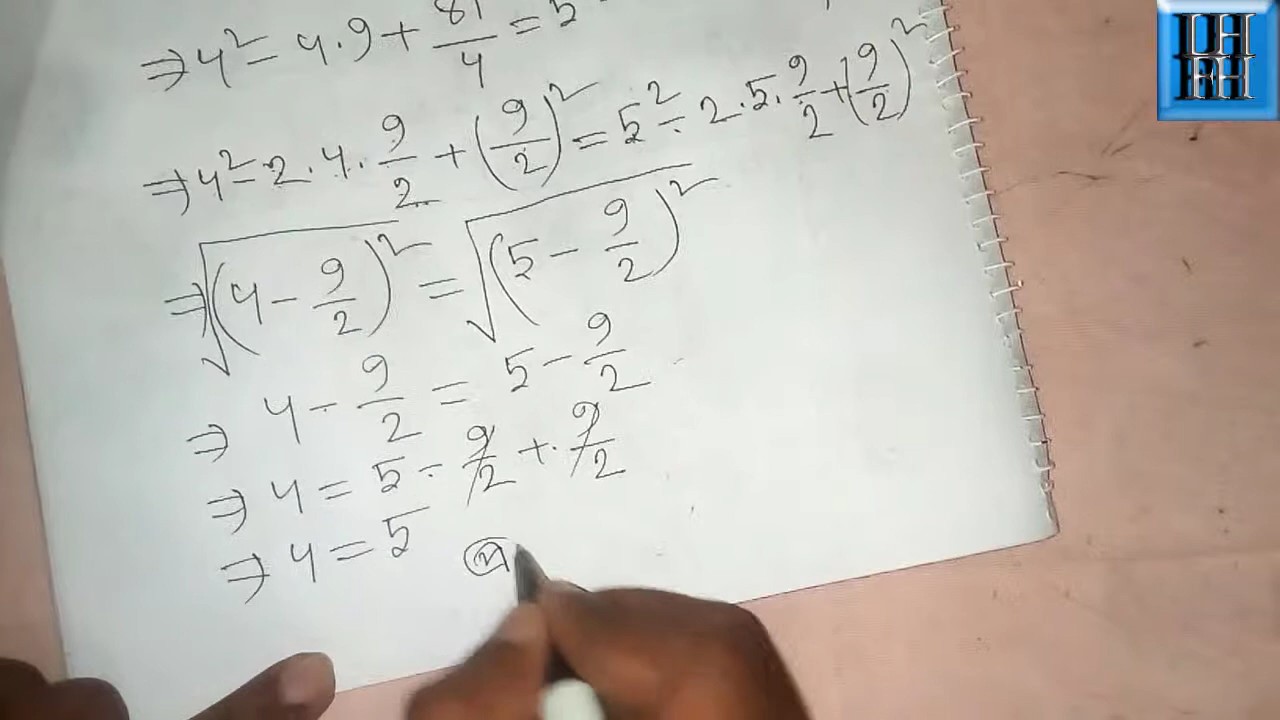 ⇒ 4² - 4·9 + 81/4 = 5
⇒ 4² - 2·4·9/2 + (9/2)² = 5² - 2·5·9/2 + (9/2)²
⇒ √(4 - 9/2)² = √(5 - 9/2)²
⇒ 4 - 9/2 = 5 - 9/2
⇒ 4 = 5 - 9/2 + 9/2
⇒ 4 = 5